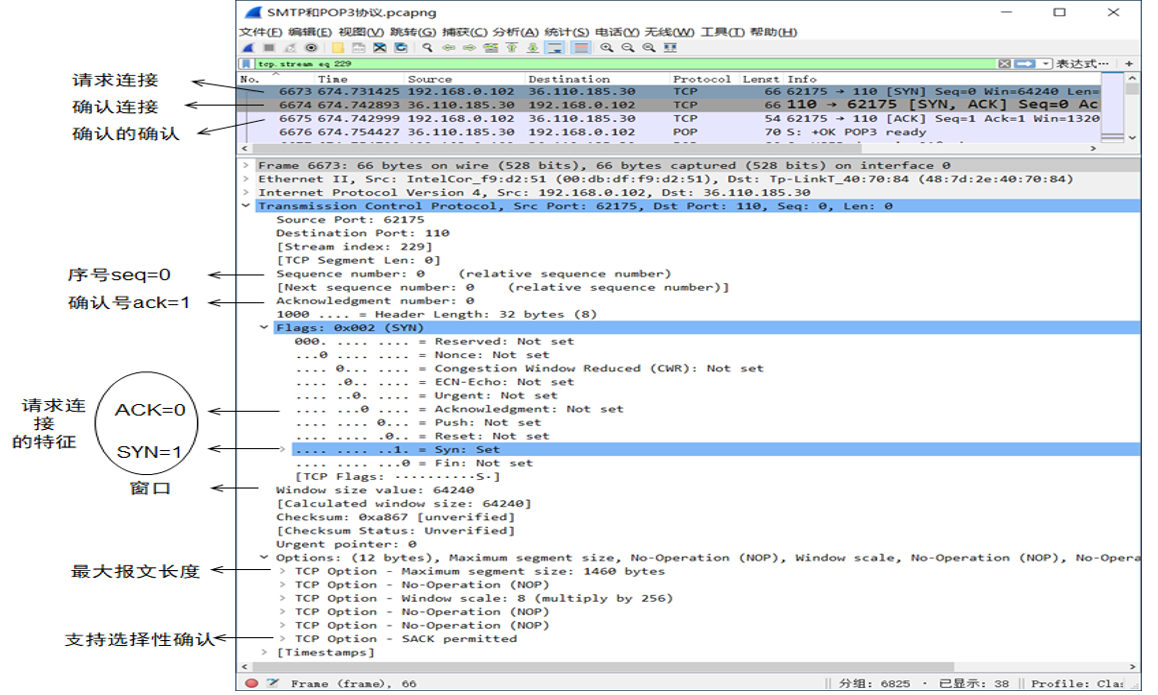 SMTP和POP3协议.pcapng
文件(F) 编辑(E) 视图(V) 跳转(G) 捕获(C) 分析(A) 统计(S) 电话(Y) 无线(W) 工具(T) 帮助(H)
tcp.stream eq 229 表达式… +
No. Time Source Destination Protocol Lengt Info
请求连接
6673 674.731425 192.168.0.102 36.110.185.30 TCP 66 62175 → 110 [SYN] Seq=0 Win=64240 Len=
确认连接
6674 674.742893 36.110.185.30 192.168.0.102 TCP 66 110 → 62175 [SYN, ACK] Seq=0 Ac
确认的确认
6675 674.742999 192.168.0.102 36.110.185.30 TCP 54 62175 → 110 [ACK] Seq=1 Ack=1 Win=1320
6676 674.754427 36.110.185.30 192.168.0.102 POP 70 S: +OK POP3 ready
Frame 6673: 66 bytes on wire (528 bits), 66 bytes captured (528 bits) on interface 0
Ethernet II, Src: IntelCor_f9:d2:51 (00:db:df:f9:d2:51), Dst: Tp-LinkT_40:70:84 (48:7d:2e:40:70:84)
Internet Protocol Version 4, Src: 192.168.0.102, Dst: 36.110.185.30
Transmission Control Protocol, Src Port: 62175, Dst Port: 110, Seq: 0, Len: 0
Source Port: 62175
Destination Port: 110
[Stream index: 229]
[TCP Segment Len: 0]
序号seq=0
Sequence number: 0 (relative sequence number)
[Next sequence number: 0 (relative sequence number)]
确认号ack=1
Acknowledgment number: 0
1000 .... = Header Length: 32 bytes (8)
Flags: 0x002 (SYN)
000. .... .... = Reserved: Not set
...0 .... .... = Nonce: Not set
.... 0... .... = Congestion Window Reduced (CWR): Not set
.... .0.. .... = ECN-Echo: Not set
.... ..0. .... = Urgent: Not set
请求连
接
的特征
ACK=0
.... ...0 .... = Acknowledgment: Not set
.... .... 0... = Push: Not set
.... .... .0.. = Reset: Not set
SYN=1
.... .... ..1. = Syn: Set
.... .... ...0 = Fin: Not set
[TCP Flags: ··········S·]
窗口
Window size value: 64240
[Calculated window size: 64240]
Checksum: 0xa867 [unverified]
[Checksum Status: Unverified]
Urgent pointer: 0
Options: (12 bytes), Maximum segment size, No-Operation (NOP), Window scale, No-Operation (NOP), No-Opera
最大报文长度
TCP Option - Maximum segment size: 1460 bytes
TCP Option - No-Operation (NOP)
TCP Option - Window scale: 8 (multiply by 256)
TCP Option - No-Operation (NOP)
TCP Option - No-Operation (NOP)
支持选择性确认
TCP Option - SACK permitted
[Timestamps]
Frame (frame), 66 分组: 6825 · 已显示: 38 Profile: Cla